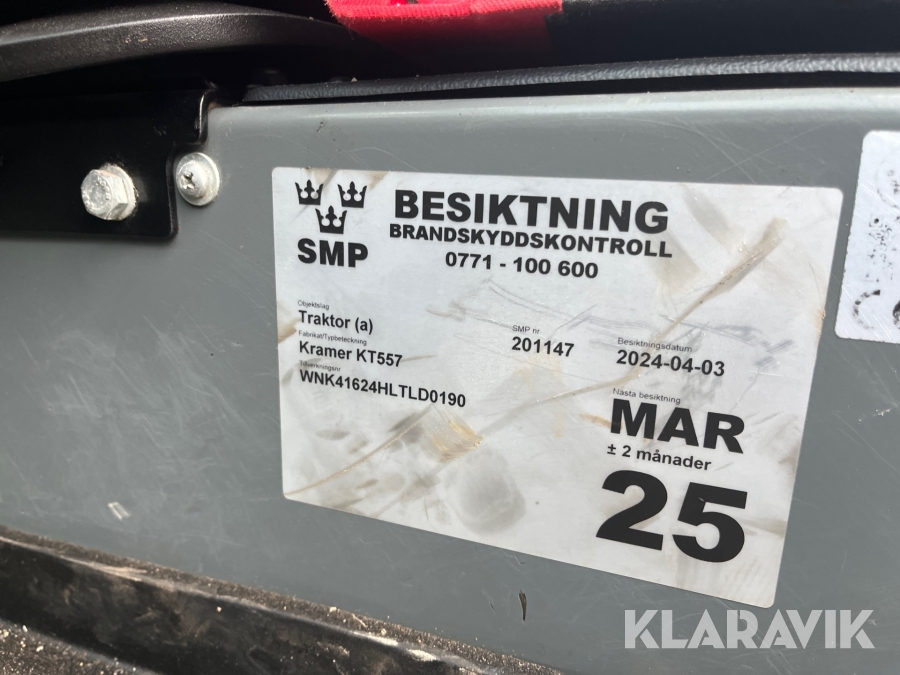 SMP
BESIKTNING
BRANDSKYDDSKONTROLL
0771 - 100 600
Objektslag
Traktor (a)
Fabrikat/Typbeteckning
Kramer KT557
Tillverkningsnr
WNK41624HLTLD0190
SMP nr
201147
Besiktningsdatum
2024-04-03
Nästa besiktning
MAR
± 2 månader
25
KLARAVIK